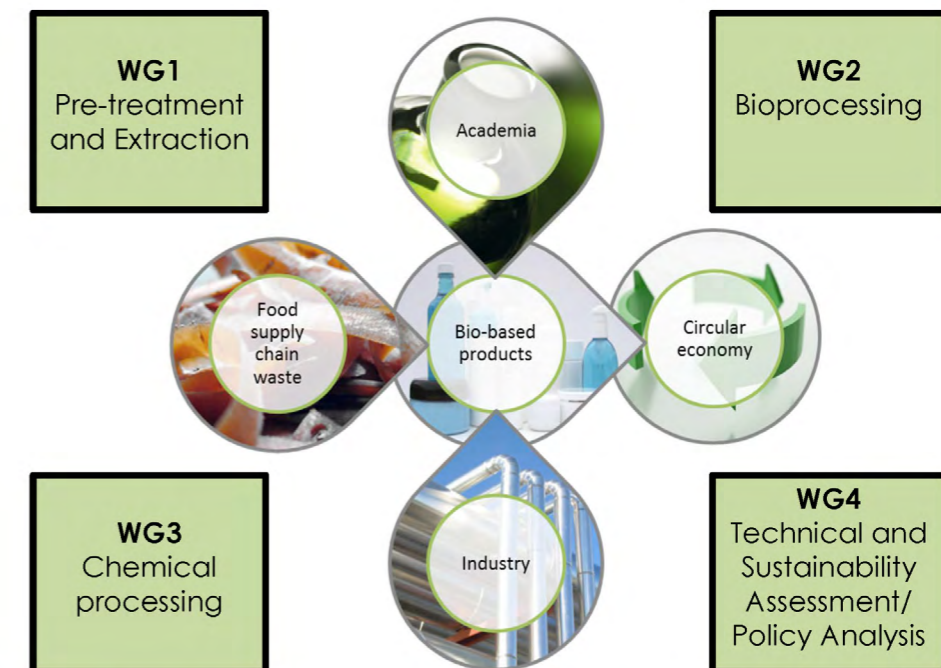 WG1
Pre-treatment
and Extraction
WG2
Bioprocessing
Academia
Food
supply
chain
waste
Bio-based
products
Circular
economy
Industry
WG3
Chemical
processing
WG4
Technical and
Sustainability
Assessment/
Policy Analysis